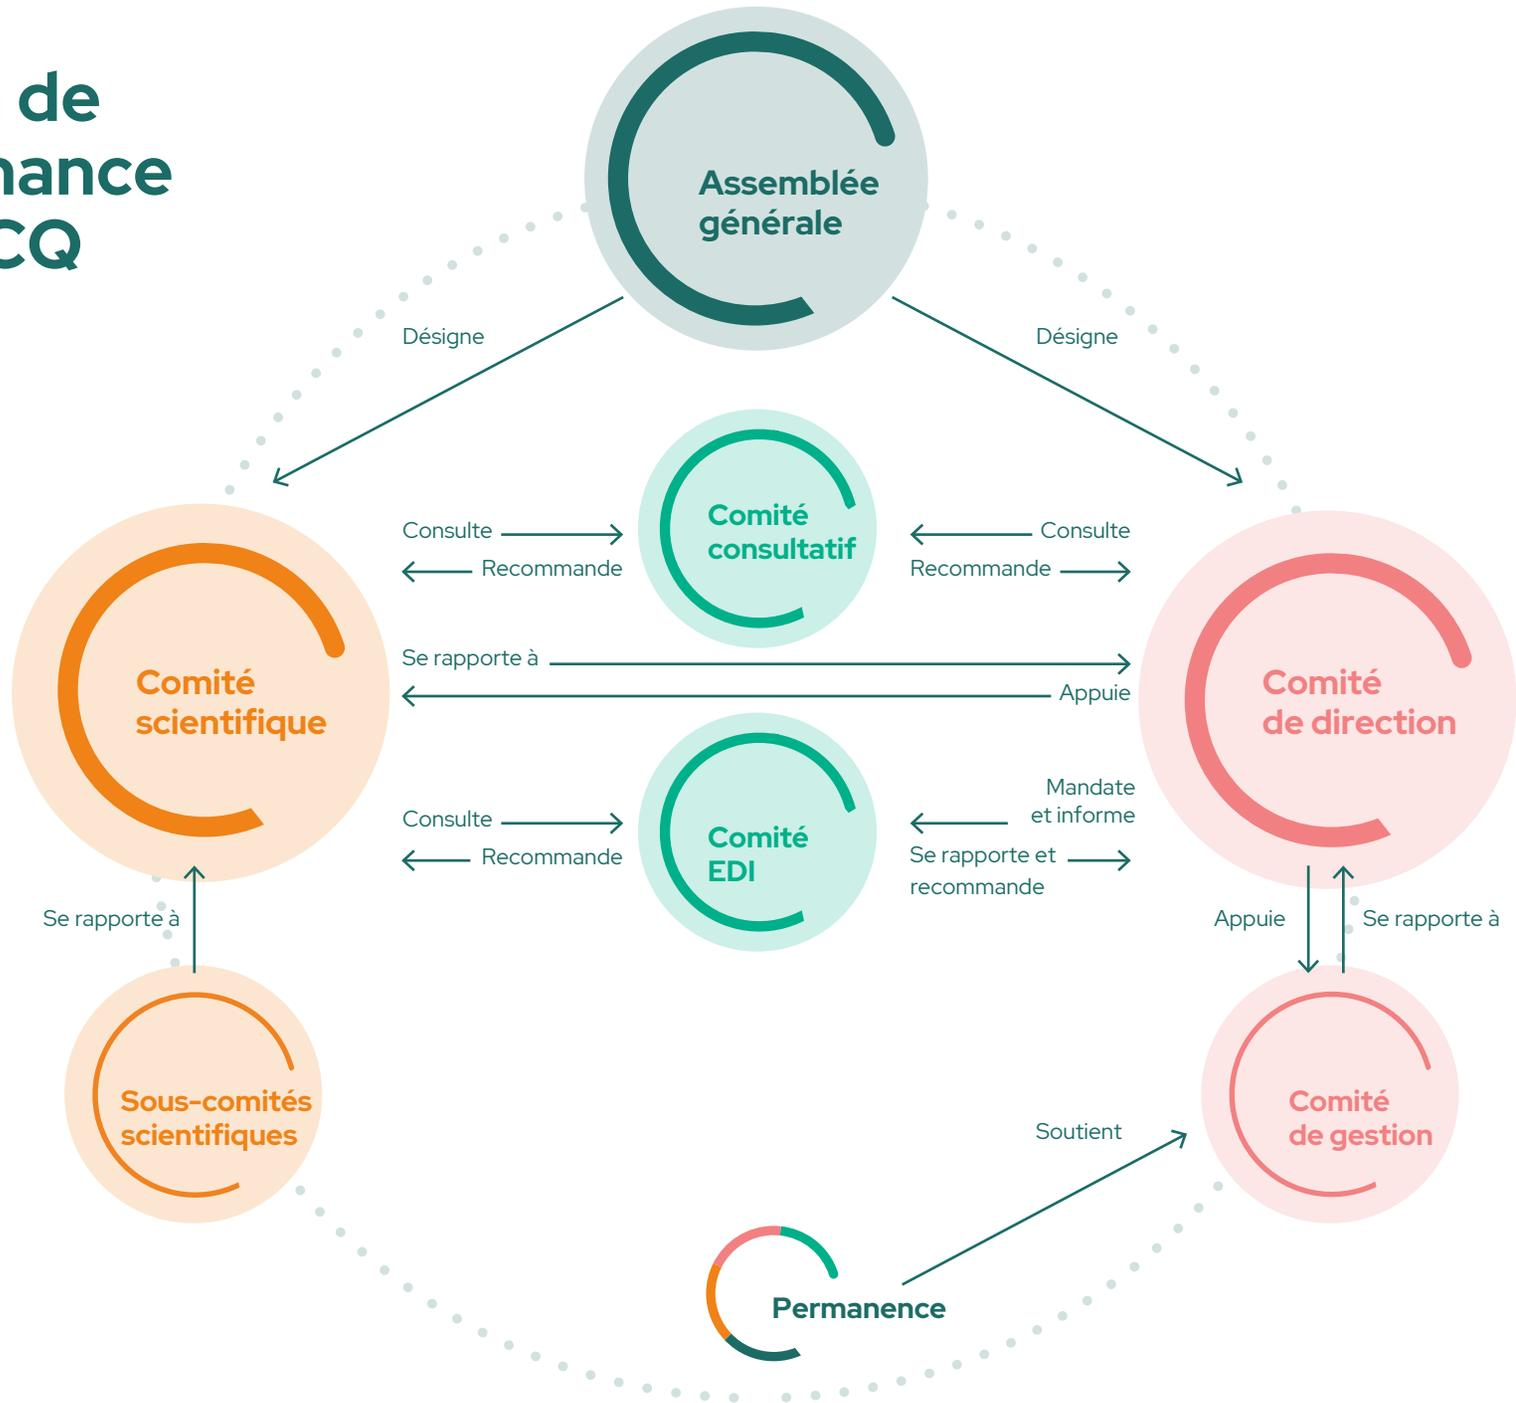 de
nance
CQ
Assemblée
générale
Désigne
Désigne
Comité
consultatif
Consulte
Recommande
Consulte
Recommande
Se rapporte à
Appuie
Comité
scientifique
Comité
de direction
Consulte
Recommande
Comité
EDI
Mandate
et informe
Se rapporte et
recommande
Se rapporte à
Appuie
Se rapporte à
Sous-comités
scientifiques
Comité
de gestion
Soutient
Permanence